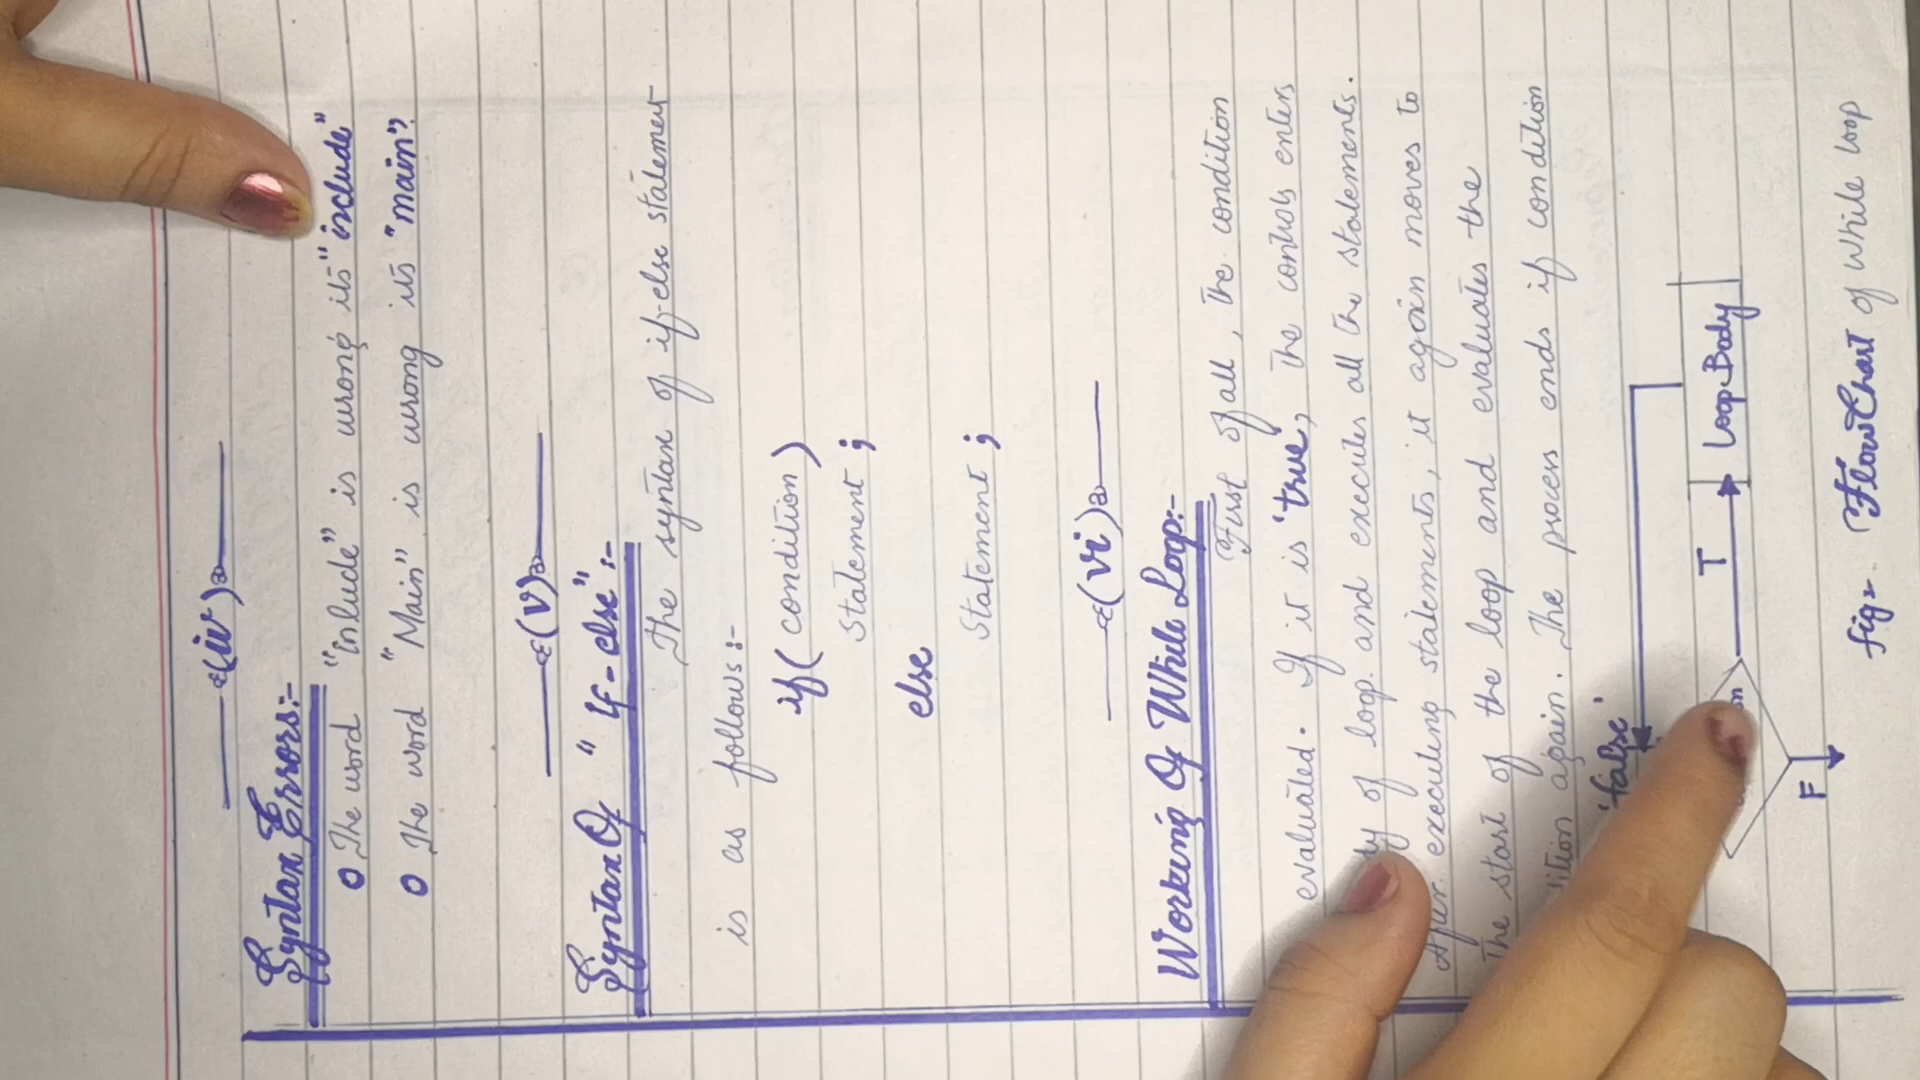 (iv)
Syntax Errors:-
o The word "inlude" is wrong its "include"
o The word "Main" is wrong its "main".
(v)
Syntax Of "if-else":-
The syntax of if-else statement
is as follows:-
if (condition)
statement;
else
statement;
(vi)
Working Of While Loop:-
First of all, the condition
evaluated. If it is 'true', the controls enters
of loop and executes all the statements.
After executing statements, it again moves to
The start of the loop and evaluates the
again. The process ends if condition
'false'
T
Loop Body
F
fig:- FlowChart of while loop